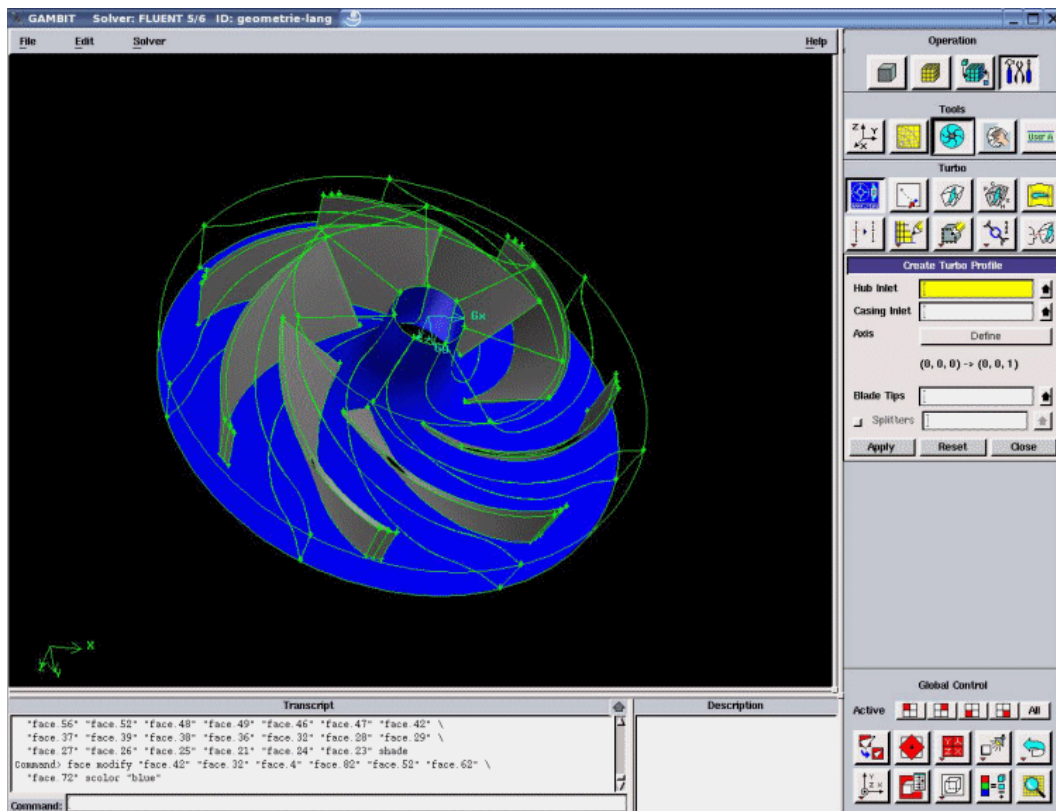 GAMBIT Solver: FLUENT 5/6 ID: geometrie-lang
File Edit Solver Help
Gx
X
Y
Z
Operation
Tools
Z Y X
User A
Turbo
Create Turbo Profile
Hub Inlet
Casing Inlet
Axis Define
(0, 0, 0) -> (0, 0, 1)
Blade Tips
Splitters
Apply Reset Close
Transcript
"face.56" "face.52" "face.48" "face.49" "face.46" "face.47" "face.42" \
"face.37" "face.39" "face.38" "face.36" "face.32" "face.28" "face.29" \
"face.27" "face.26" "face.25" "face.21" "face.24" "face.23" shade
Command> face modify "face.42" "face.32" "face.4" "face.82" "face.52" "face.62" \
"face.72" scolor "blue"
Command:
Description
Global Control
Active All